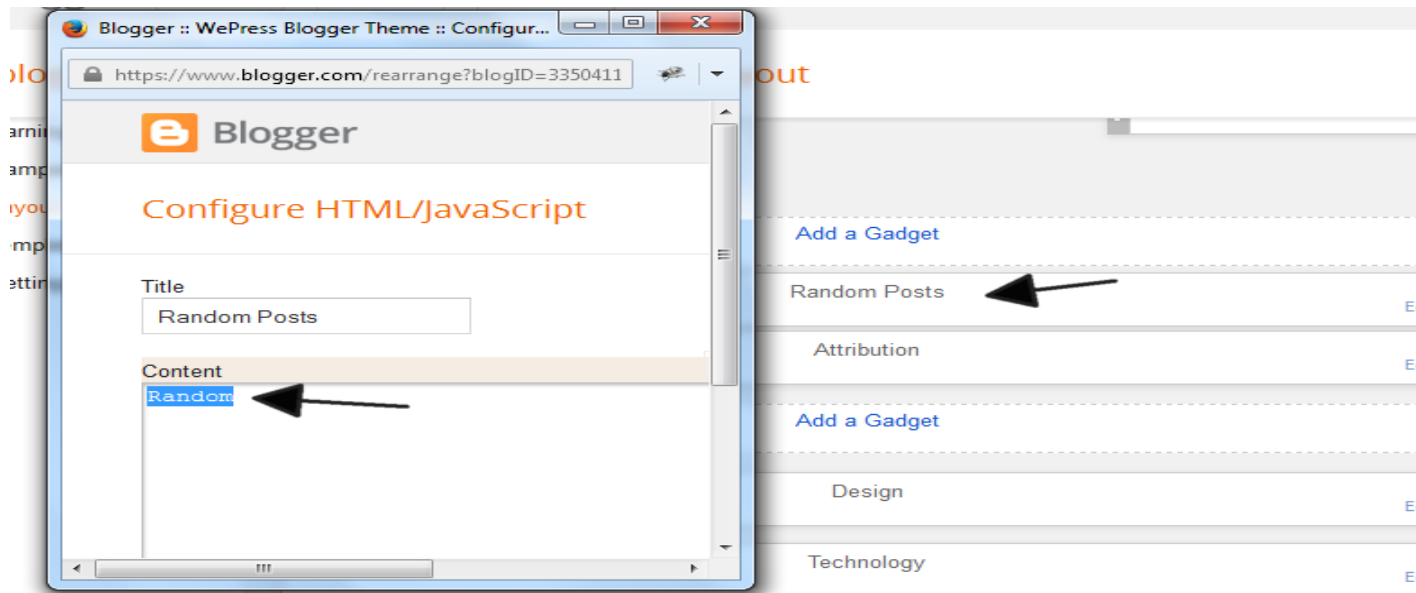 Blogger :: WePress Blogger Theme :: Configur...
https://www.blogger.com/rearrange?blogID=3350411
Blogger
Configure HTML/JavaScript
Title
Random Posts
Content
Random
out
Add a Gadget
Random Posts
E
Attribution
E
Add a Gadget
Design
E
Technology
E